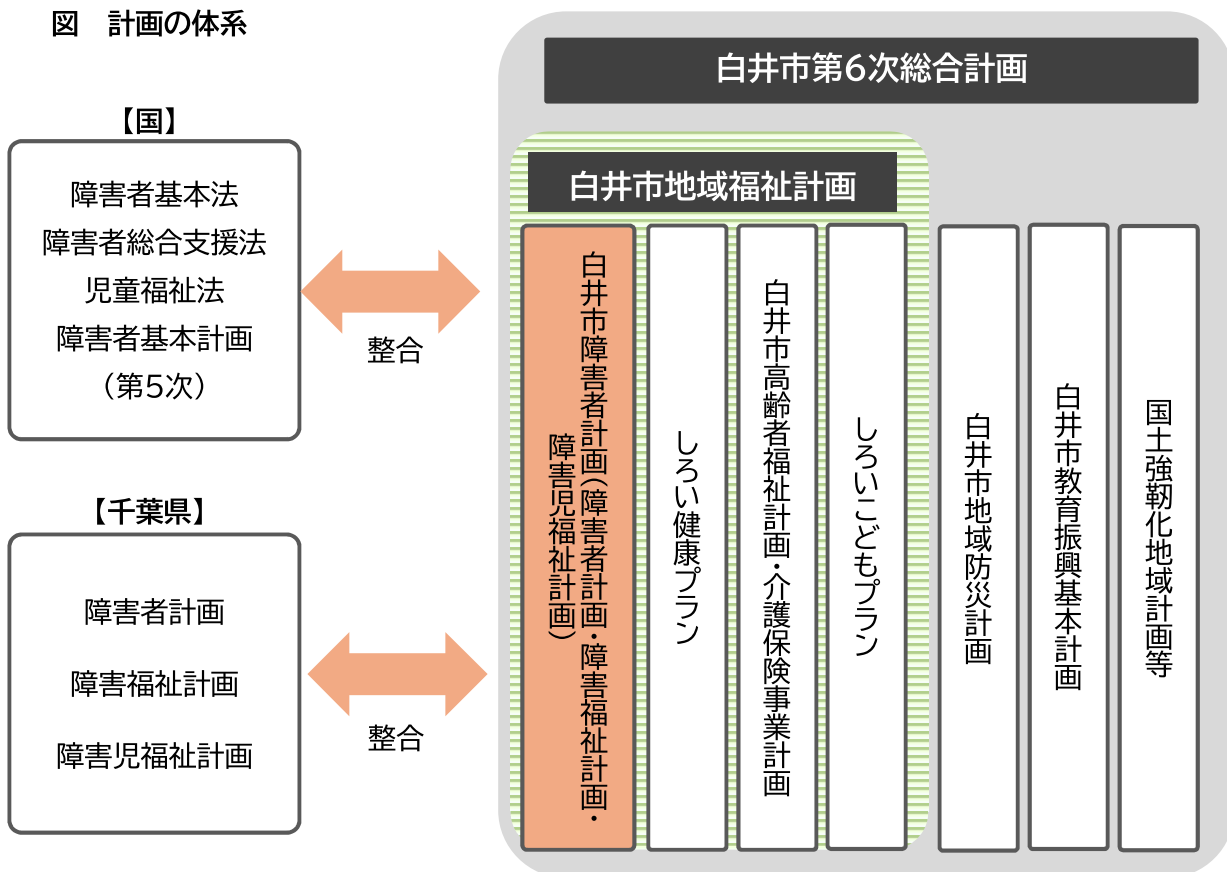 図　計画の体系
【国】
障害者基本法
障害者総合支援法
児童福祉法
障害者基本計画
（第5次）
整合
【千葉県】
障害者計画
障害福祉計画
障害児福祉計画
整合
白井市第6次総合計画
白井市地域福祉計画
白井市障害者計画（障害者計画・障害福祉計画・
障害児福祉計画）
しろい健康プラン
白井市高齢者福祉計画・介護保険事業計画
しろいこどもプラン
白井市地域防災計画
白井市教育振興基本計画
国土強靭化地域計画等